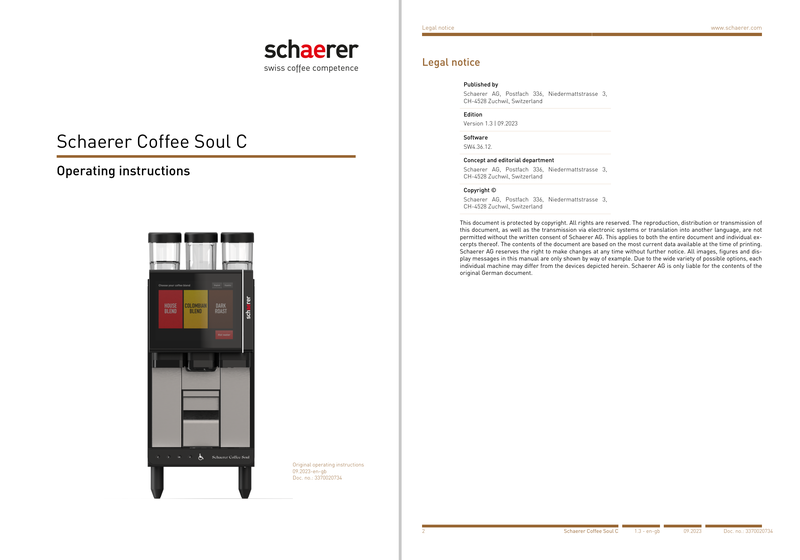 schaerer
swiss coffee competence
Schaerer Coffee Soul C
Operating instructions
HOUSE
BLEND
COLOMBIAN
BLEND
DARK
ROAST
schaerer
Schaerer Coffee Soul
Original operating instructions
09.2023-en-gb
Doc. no.: 3370020734
Legal notice
www.schaerer.com
Legal notice
Published by
Schaerer AG, Postfach 336, Niedermattstrasse 3,
CH-4528 Zuchwil, Switzerland
Edition
Version 1.3 | 09.2023
Software
SW4.36.12.
Concept and editorial department
Schaerer AG, Postfach 336, Niedermattstrasse 3,
CH-4528 Zuchwil, Switzerland
Copyright ©
Schaerer AG, Postfach 336, Niedermattstrasse 3,
CH-4528 Zuchwil, Switzerland
This document is protected by copyright. All rights are reserved. The reproduction, distribution or transmission of
this document, as well as the transmission via electronic systems or translation into another language, are not
permitted without the written consent of Schaerer AG. This applies to both the entire document and individual ex-
cerpts thereof. The contents of the document are based on the most current data available at the time of printing.
Schaerer AG reserves the right to make changes at any time without further notice. All images, figures and dis-
play messages in this manual are only shown by way of example. Due to the wide variety of possible options, each
individual machine may differ from the devices depicted herein. Schaerer AG is only liable for the contents of the
original German document.
2
Schaerer Coffee Soul C
1.3 - en-gb
09.2023
Doc. no.: 3370020734